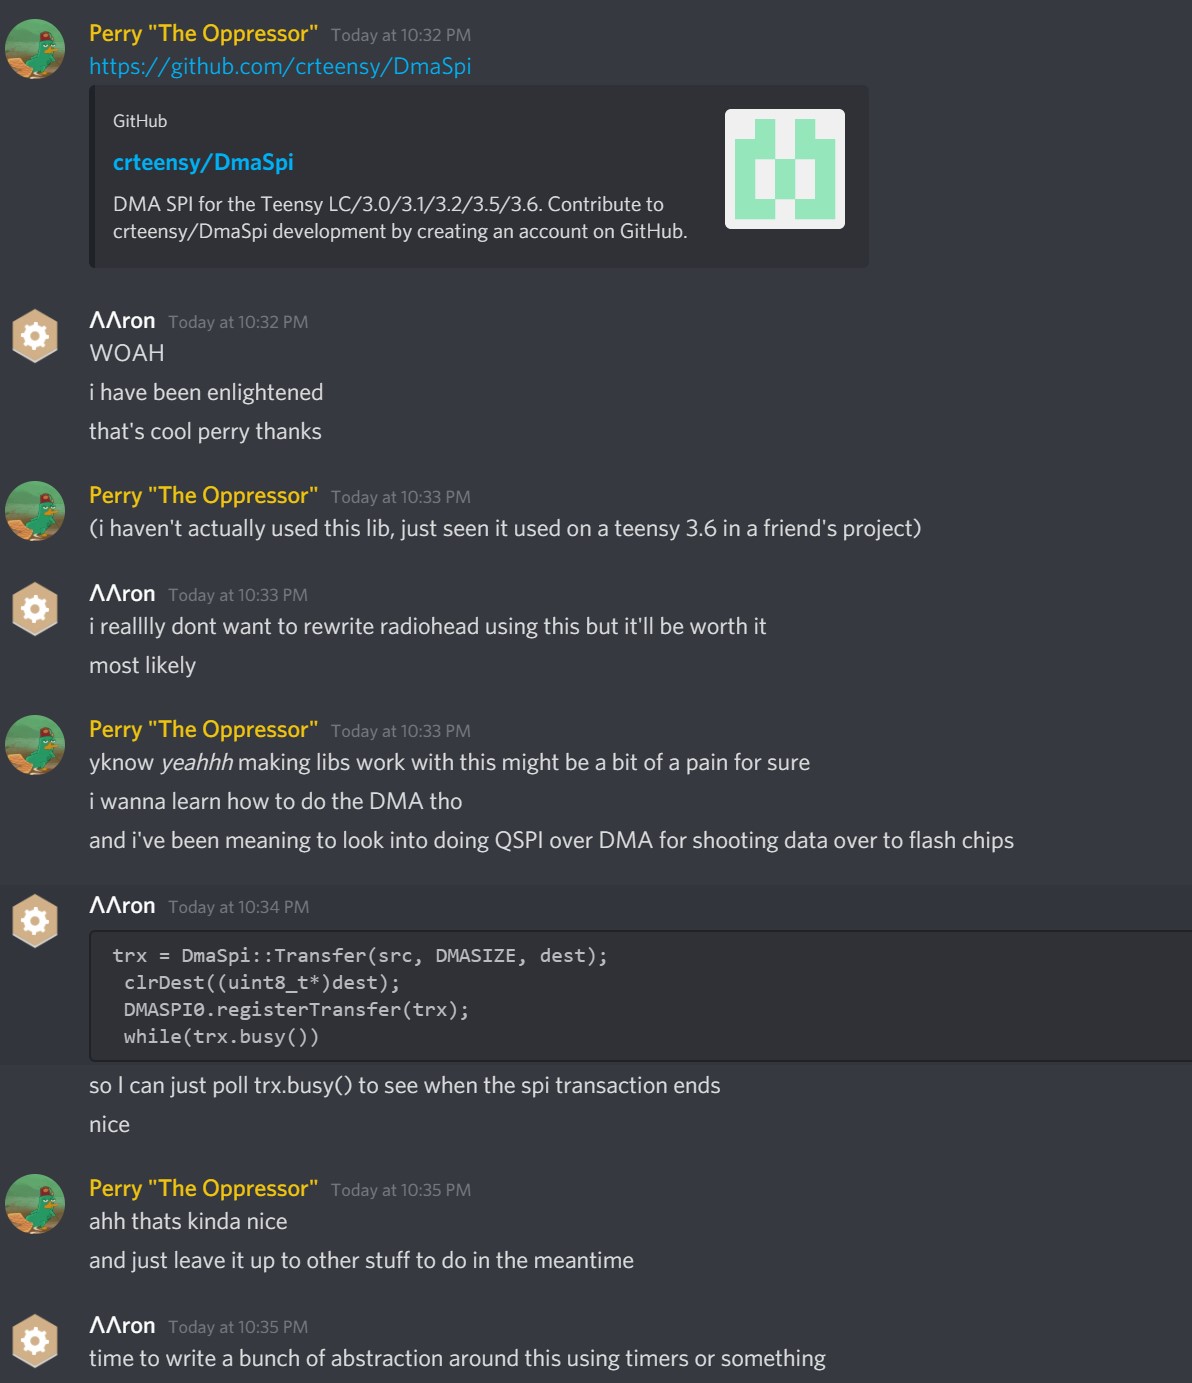 Perry "The Oppressor" Today at 10:32 PM
https://github.com/crteensy/DmaSpi
GitHub
crteensy/DmaSpi
DMA SPI for the Teensy LC/3.0/3.1/3.2/3.5/3.6. Contribute to
crteensy/DmaSpi development by creating an account on GitHub.
ΛΛron Today at 10:32 PM
WOAH
i have been enlightened
that's cool perry thanks
Perry "The Oppressor" Today at 10:33 PM
(i haven't actually used this lib, just seen it used on a teensy 3.6 in a friend's project)
ΛΛron Today at 10:33 PM
i reallllly dont want to rewrite radiohead using this but it'll be worth it
most likely
Perry "The Oppressor" Today at 10:33 PM
yknow yeahhh making libs work with this might be a bit of a pain for sure
i wanna learn how to do the DMA tho
and i've been meaning to look into doing QSPI over DMA for shooting data over to flash chips
ΛΛron Today at 10:34 PM
trx = DmaSpi::Transfer(src, DMASIZE, dest);
clrDest((uint8_t*)dest);
DMASPI0.registerTransfer(trx);
while(trx.busy())
so I can just poll trx.busy() to see when the spi transaction ends
nice
Perry "The Oppressor" Today at 10:35 PM
ahh thats kinda nice
and just leave it up to other stuff to do in the meantime
ΛΛron Today at 10:35 PM
time to write a bunch of abstraction around this using timers or something